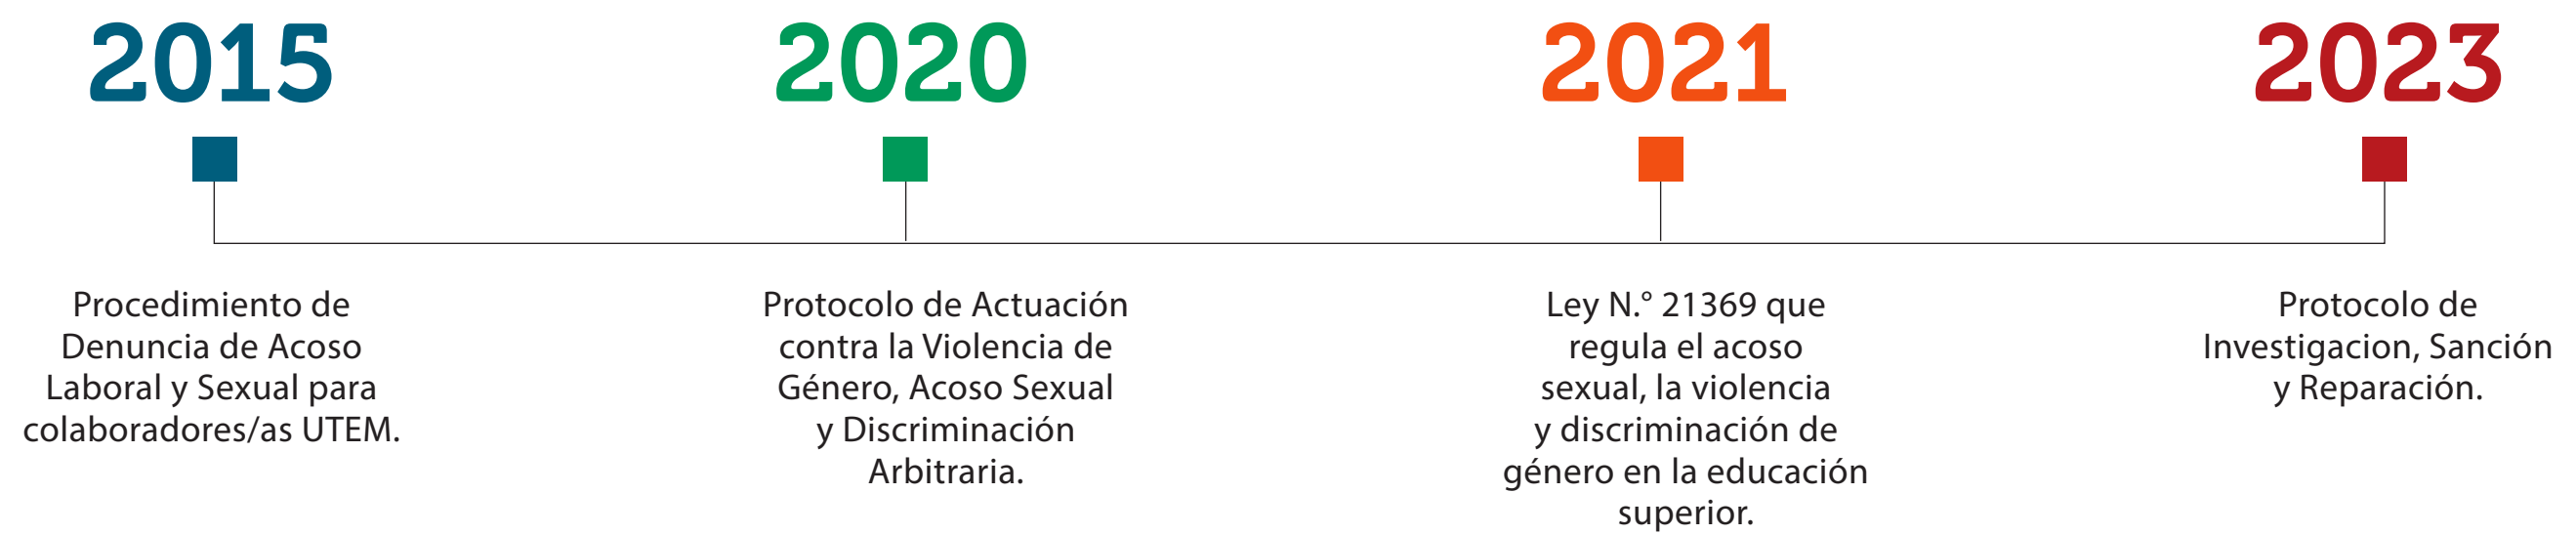 2015
Procedimiento de
Denuncia de Acoso
Laboral y Sexual para
colaboradores/as UTEM.
2020
Protocolo de Actuación
contra la Violencia de
Género, Acoso Sexual
y Discriminación
Arbitraria.
2021
Ley N.° 21369 que
regula el acoso
sexual, la violencia
y discriminación de
género en la educación
superior.
2023
Protocolo de
Investigacion, Sanción
y Reparación.